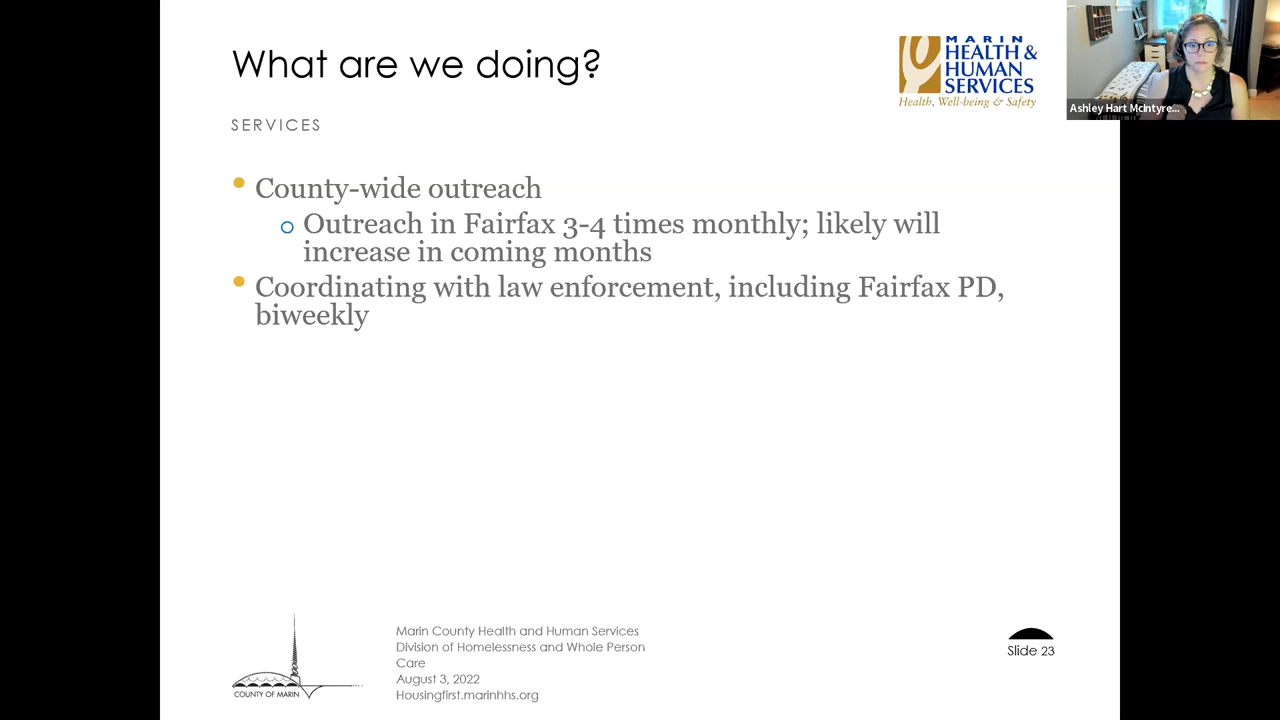 What are we doing?
MARIN
HEALTH &
HUMAN
SERVICES
Health, Well-being & Safety
Ashley Hart McIntyre...
SERVICES
• County-wide outreach
o Outreach in Fairfax 3-4 times monthly; likely will
increase in coming months
• Coordinating with law enforcement, including Fairfax PD,
biweekly
COUNTY OF MARIN
Marin County Health and Human Services
Division of Homelessness and Whole Person
Care
August 3, 2022
Housingfirst.marinhhs.org
Slide 23